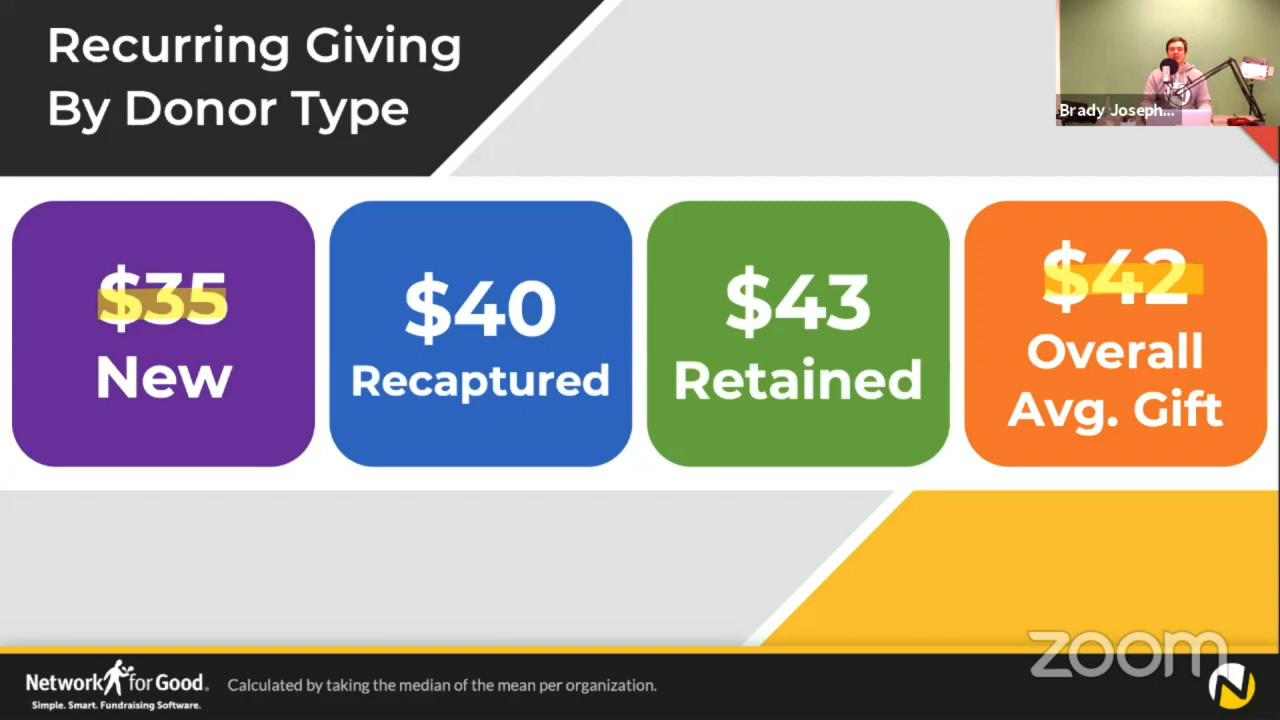 Recurring Giving
By Donor Type
Brady Joseph...
$35
New
$40
Recaptured
$43
Retained
$42
Overall
Avg. Gift
Network for Good.
Simple. Smart. Fundraising Software.
Calculated by taking the median of the mean per organization.
zoom
N